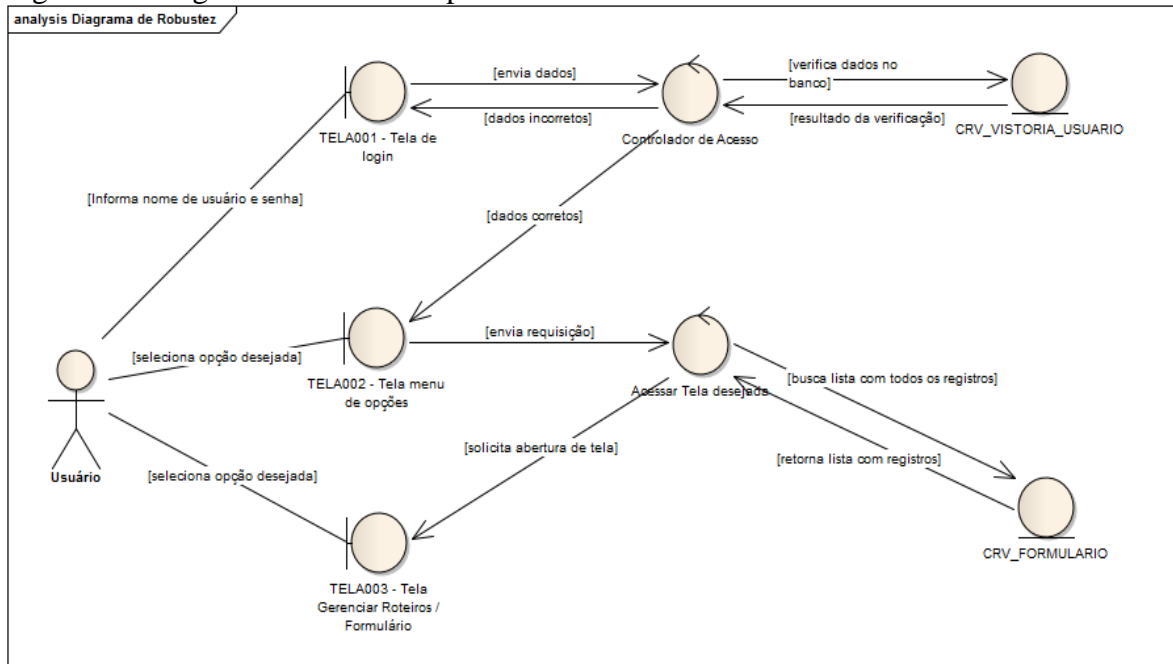 analysis Diagrama de Robustez
[envia dados]
[verifica dados no
banco]
[dados incorretos]
[resultado da verificação]
TELA001 - Tela de
login
Controlador de Acesso
CRV_VISTORIA_USUARIO
[Informa nome de usuário e senha]
[dados corretos]
[envia requisição]
[seleciona opção desejada]
TELA002 - Tela menu
de opções
Acessar Tela desejada
[busca lista com todos os registros]
[solicita abertura de tela]
[retorna lista com registros]
Usuário
[seleciona opção desejada]
CRV_FORMULARIO
TELA003 - Tela
Gerenciar Roteiros /
Formulário